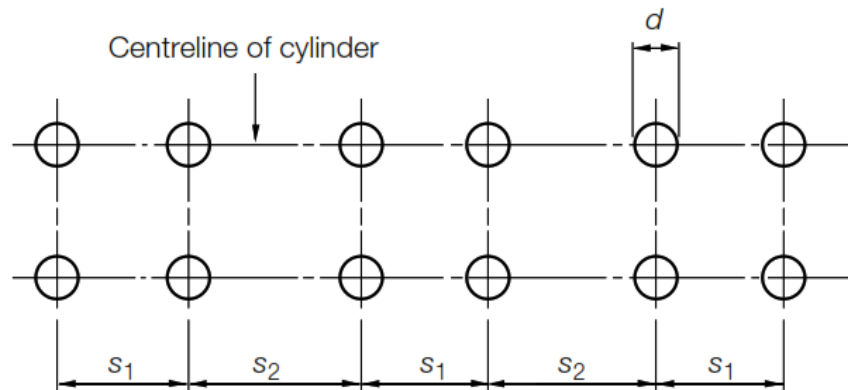 d
Centreline of cylinder
s₁ s₂ s₁ s₂ s₁